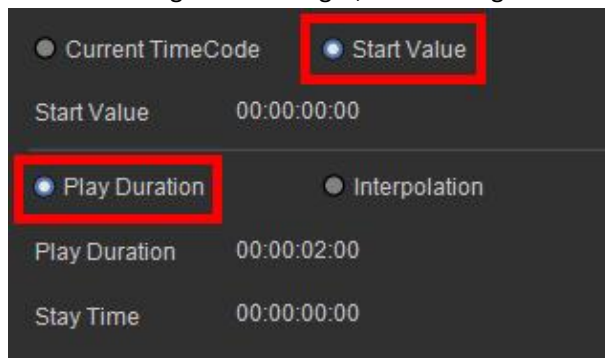 Current TimeCode Start Value
Start Value 00:00:00:00
Play Duration Interpolation
Play Duration 00:00:02:00
Stay Time 00:00:00:00